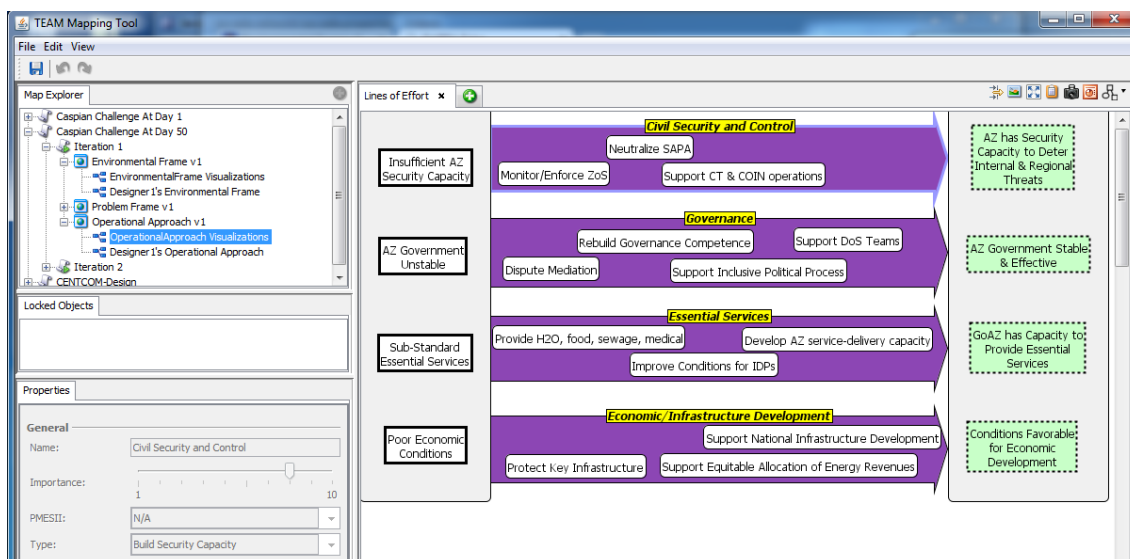 TEAM Mapping Tool
File Edit View
Map Explorer
Caspian Challenge At Day 1
Caspian Challenge At Day 50
Iteration 1
Environmental Frame v1
EnvironmentalFrame Visualizations
Designer1's Environmental Frame
Problem Frame v1
Operational Approach v1
OperationalApproach Visualizations
Designer1's Operational Approach
Iteration 2
CENTCOM-Design
Locked Objects
Properties
General
Name: Civil Security and Control
Importance:
1 10
PMESII: N/A
Type: Build Security Capacity
Lines of Effort
Insufficient AZ
Security Capacity
Civil Security and Control
Neutralize SAPA
Monitor/Enforce ZoS
Support CT & COIN operations
AZ has Security
Capacity to Deter
Internal & Regional
Threats
AZ Government
Unstable
Governance
Rebuild Governance Competence
Support DoS Teams
Dispute Mediation
Support Inclusive Political Process
AZ Government Stable
& Effective
Sub-Standard
Essential Services
Essential Services
Provide H2O, food, sewage, medical
Develop AZ service-delivery capacity
Improve Conditions for IDPs
GoAZ has Capacity to
Provide Essential
Services
Poor Economic
Conditions
Economic/Infrastructure Development
Support National Infrastructure Development
Protect Key Infrastructure
Support Equitable Allocation of Energy Revenues
Conditions Favorable
for Economic
Development